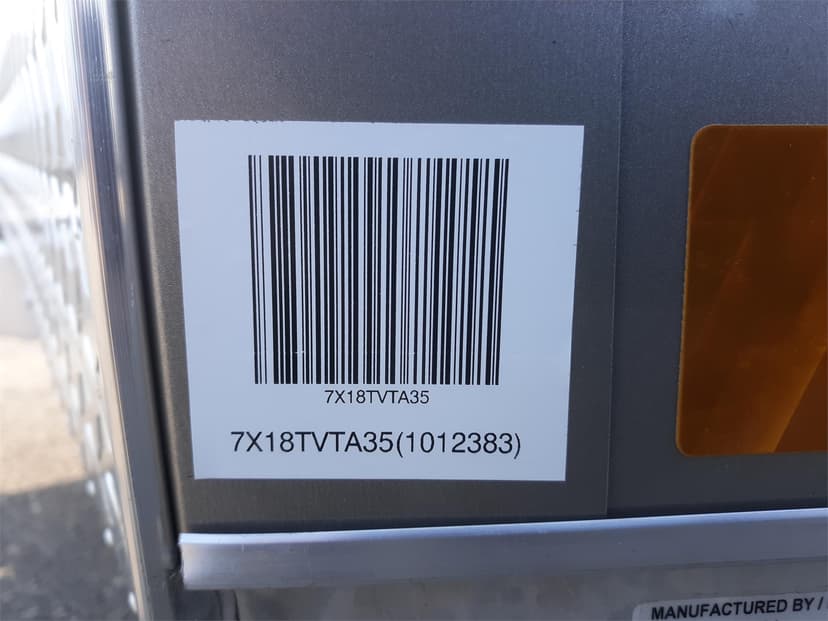 7X18TVTA35
7X18TVTA35(1012383)
MANUFACTURED BY /